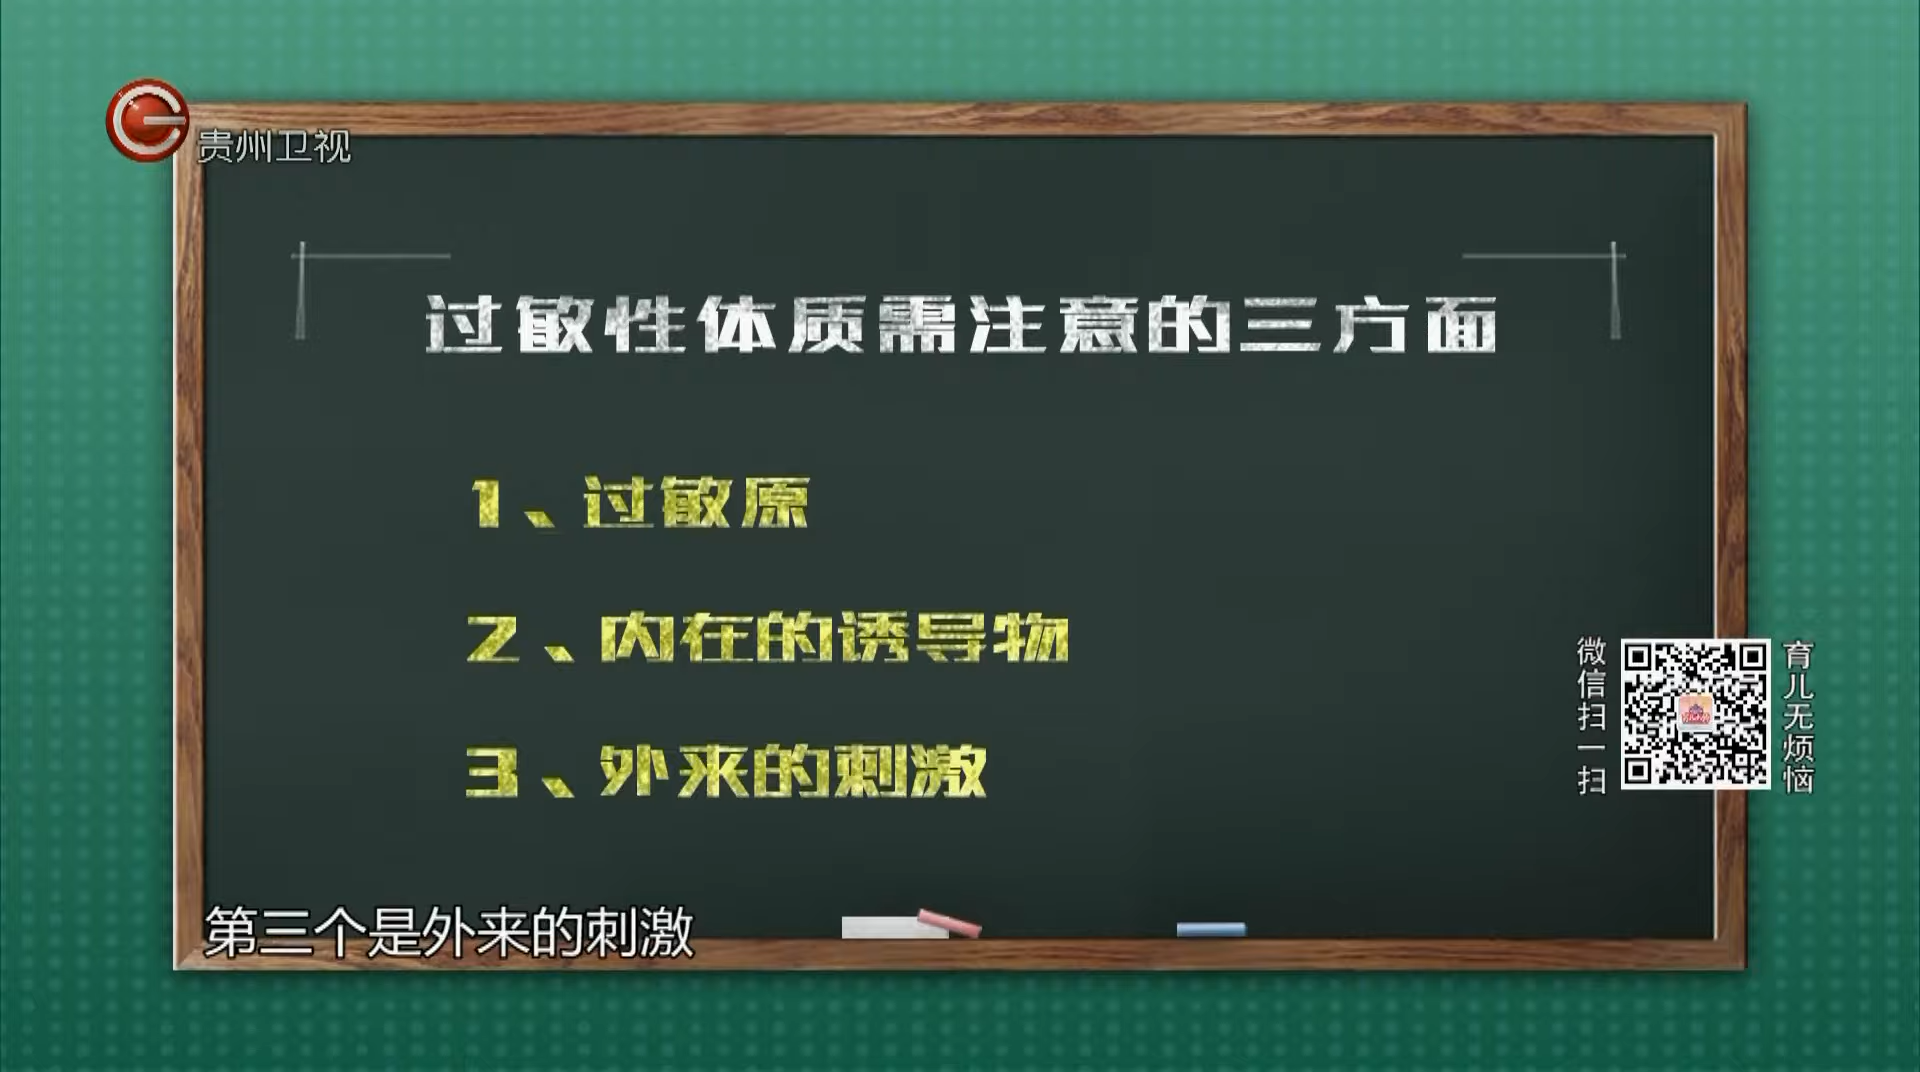 贵州卫视
过敏性体质需注意的三方面
1、过敏原
2、内在的诱导物
3、外来的刺激
微信扫一扫
育儿无烦恼
第三个是外来的刺激